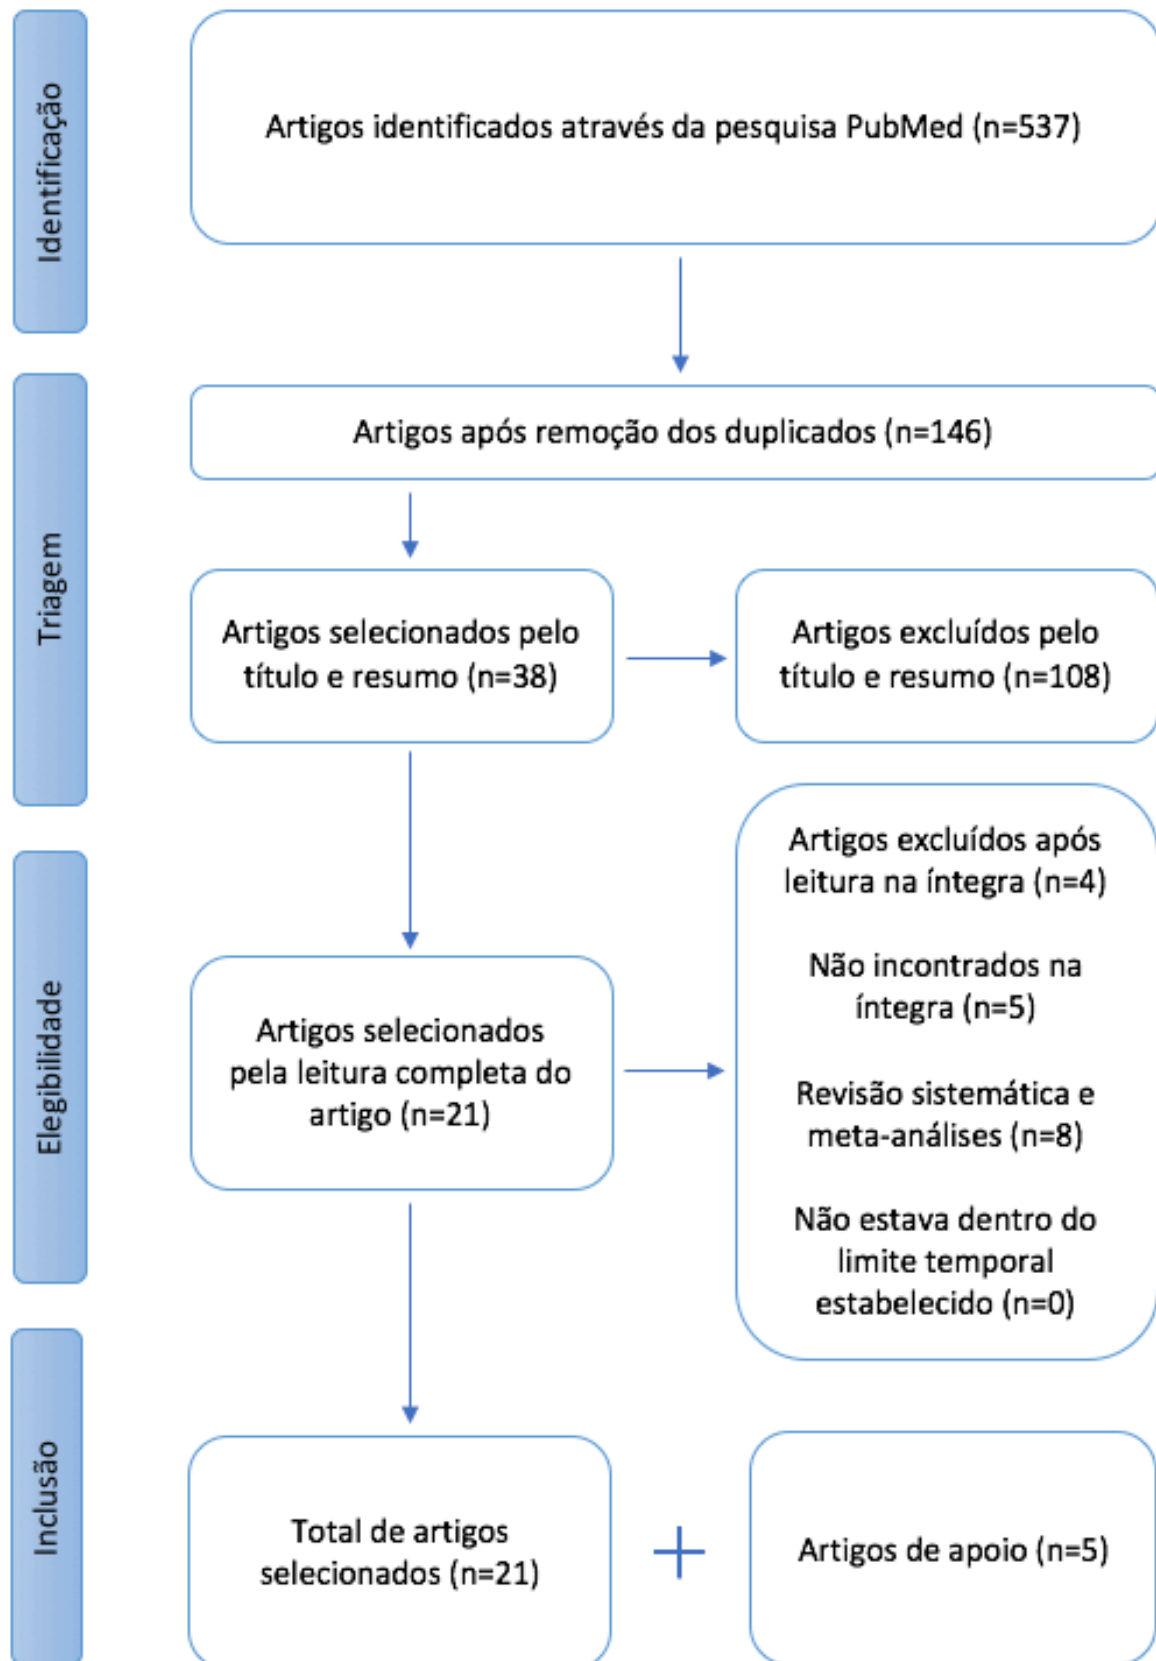 Identificação
Artigos identificados através da pesquisa PubMed (n=537)
Triagem
Artigos após remoção dos duplicados (n=146)
Artigos selecionados pelo
título e resumo (n=38)
Artigos excluídos pelo
título e resumo (n=108)
Elegibilidade
Artigos selecionados
pela leitura completa do
artigo (n=21)
Artigos excluídos após
leitura na íntegra (n=4)
Não incontrados na
íntegra (n=5)
Revisão sistemática e
meta-análises (n=8)
Não estava dentro do
limite temporal
estabelecido (n=0)
Inclusão
Total de artigos
selecionados (n=21)
+
Artigos de apoio (n=5)